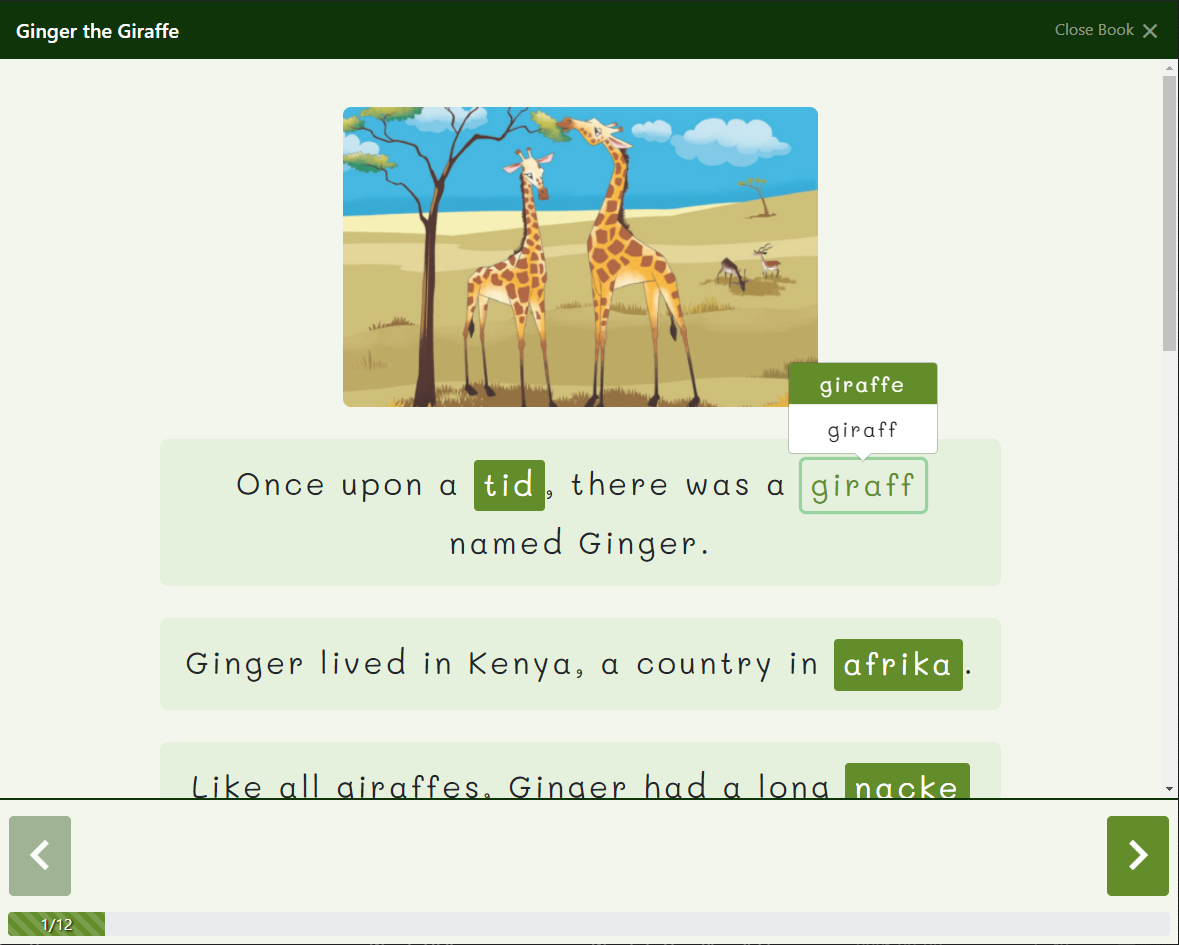 Ginger the Giraffe
Close Book
giraffe
giraff
Once upon a tid, there was a giraff
named Ginger.
Ginger lived in Kenya, a country in afrika.
Like all giraffes, Ginger had a long nacke
1/12